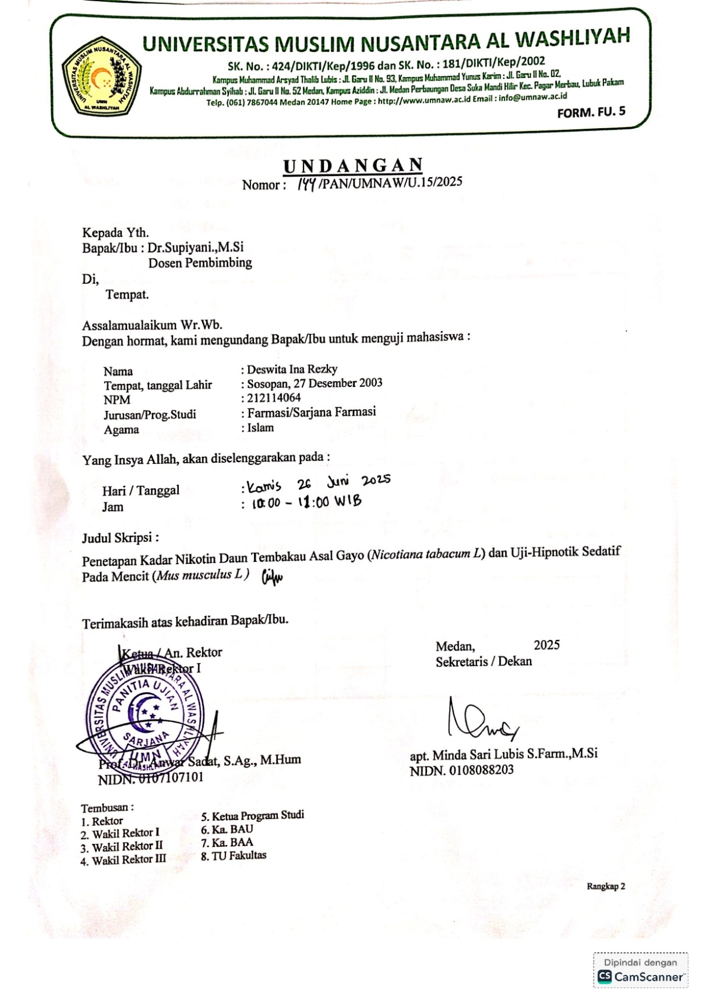 UNIVERSITAS MUSLIM NUSANTARA AL WASHLIYAH
SK. No. : 424/DIKTI/Kep/1996 dan SK. No. : 181/DIKTI/Kep/2002
Kampus Muhammad Arsyad Thalib Lubis : Jl. Garu II No. 93, Kampus Muhammad Yunus Karim : Jl. Garu II No. 02,
Kampus Abdurrahman Syihab : Jl. Garu II No. 52 Medan, Kampus Aziddin : Jl. Medan Perbaungan Desa Suka Mandi Hilir Kec. Pagar Merbau, Lubuk Pakam
Telp. (061) 7867044 Medan 20147 Home Page : http://www.umnaw.ac.id Email : info@umnaw.ac.id
FORM. FU. 5
UNIVERSITAS MUSLIM NUSANTARA AL WASHLIYAH
UMN
AL WASHLIYAH
UNDANGAN
Nomor : 144/PAN/UMNAW/U.15/2025
Kepada Yth.
Bapak/Ibu : Dr.Supiyani.,M.Si
Dosen Pembimbing
Di,
Tempat.
Assalamualaikum Wr.Wb.
Dengan hormat, kami mengundang Bapak/Ibu untuk menguji mahasiswa :
Nama : Deswita Ina Rezky
Tempat, tanggal Lahir : Sosopan, 27 Desember 2003
NPM : 212114064
Jurusan/Prog.Studi : Farmasi/Sarjana Farmasi
Agama : Islam
Yang Insya Allah, akan diselenggarakan pada :
Hari / Tanggal : Kamis 26 Juni 2025
Jam : 10:00 - 11:00 WIB
Judul Skripsi :
Penetapan Kadar Nikotin Daun Tembakau Asal Gayo (Nicotiana tabacum L) dan Uji-Hipnotik Sedatif
Pada Mencit (Mus musculus L )
Terimakasih atas kehadiran Bapak/Ibu.
Ketua / An. Rektor
Wakil Rektor I
Medan, 2025
Sekretaris / Dekan
UNIVERSITAS MUSLIM NUSANTARA AL WASHLIYAH
PANITIA UJIAN
SARJANA
UMN
AL WASHLIYAH
Prof. Dr. Anwar Sadat, S.Ag., M.Hum
NIDN. 0107107101
apt. Minda Sari Lubis S.Farm.,M.Si
NIDN. 0108088203
Tembusan :
1. Rektor
2. Wakil Rektor I
3. Wakil Rektor II
4. Wakil Rektor III
5. Ketua Program Studi
6. Ka. BAU
7. Ka. BAA
8. TU Fakultas
Rangkap 2
Dipindai dengan
CS CamScanner